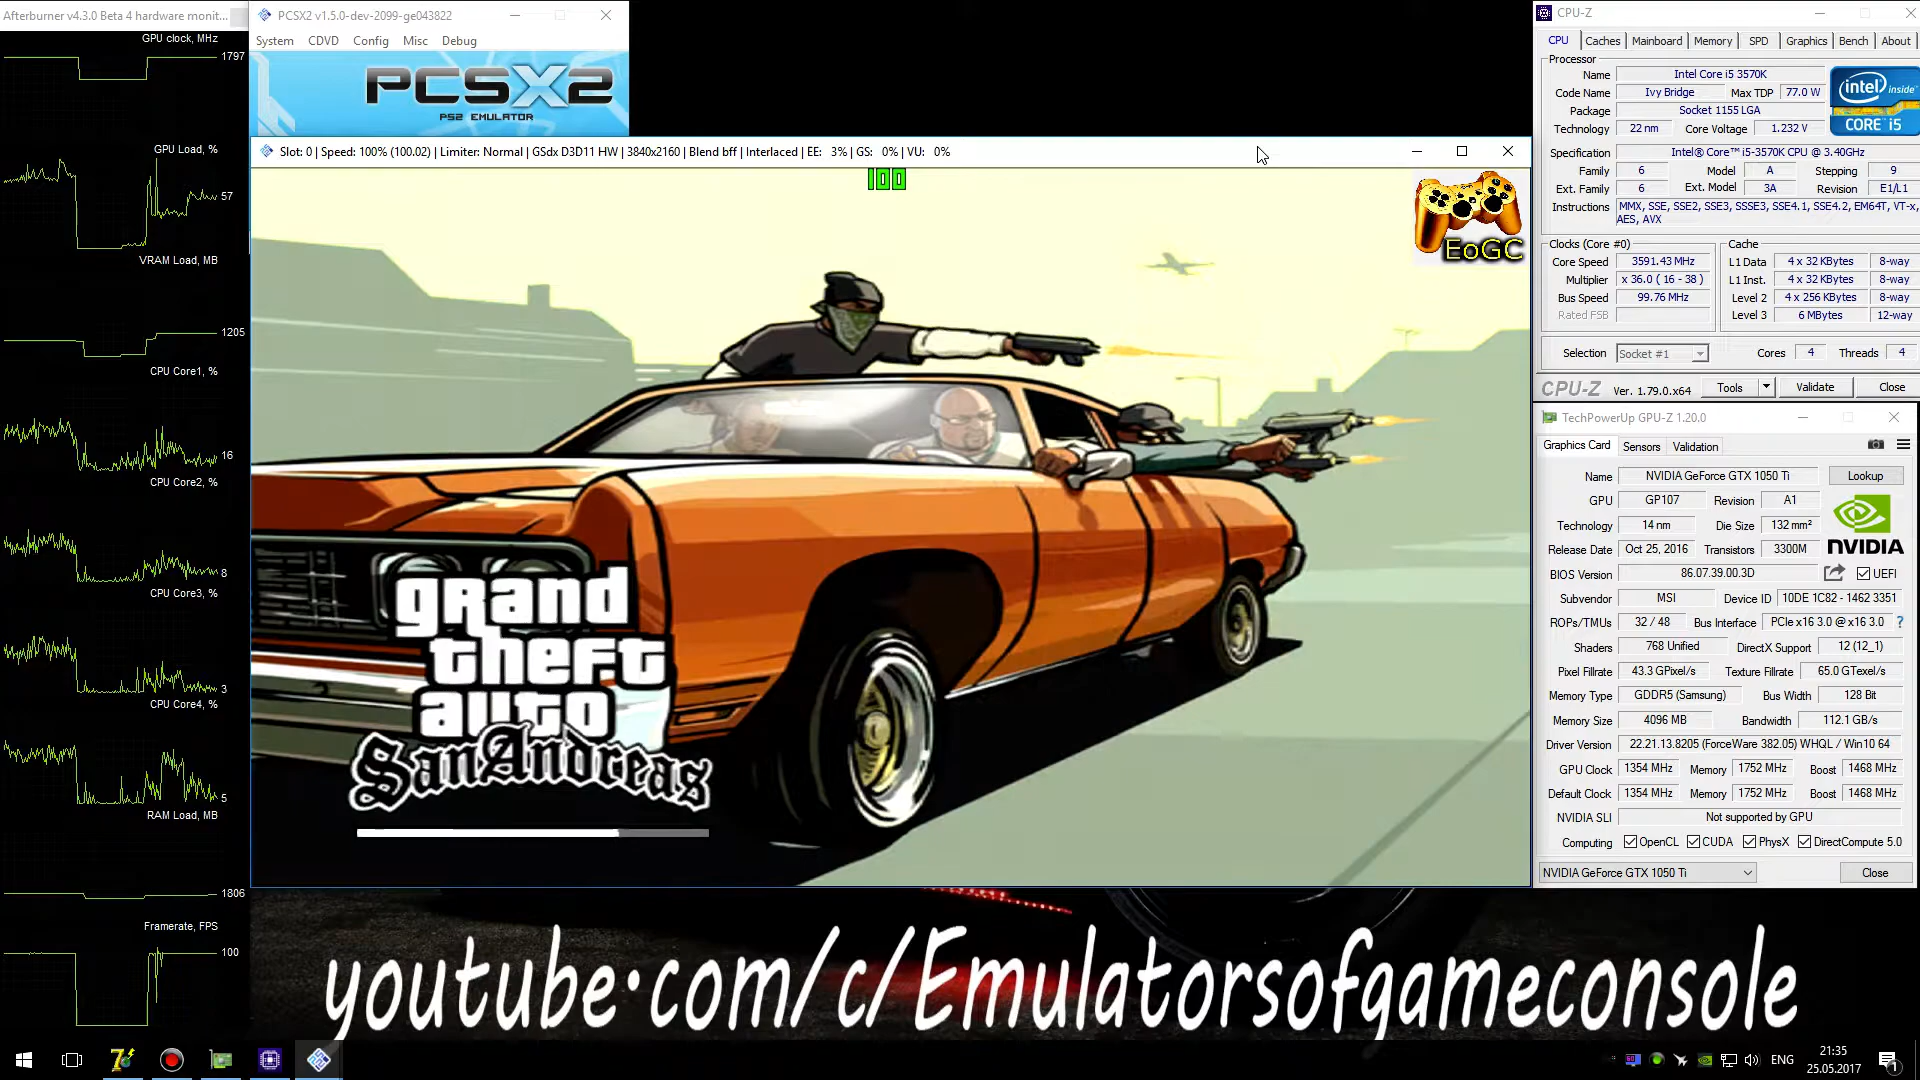 Afterburner v4.3.0 Beta 4 hardware monit...
GPU clock, MHz
1797
GPU Load, %
57
VRAM Load, MB
1205
CPU Core1, %
16
CPU Core2, %
8
CPU Core3, %
3
CPU Core4, %
5
RAM Load, MB
1806
Framerate, FPS
100
PCSX2 v1.5.0-dev-2099-ge043822
System CDVD Config Misc Debug
PCSX2
PS2 EMULATOR
Slot: 0 | Speed: 100% (100.02) | Limiter: Normal | GSdx D3D11 HW | 3840x2160 | Blend bff | Interlaced | EE: 3% | GS: 0% | VU: 0%
100
EoGC
grand
theft
auto
San Andreas
youtube.com/c/Emulatorsofgameconsole
CPU-Z
CPU Caches Mainboard Memory SPD Graphics Bench About
Processor
Name Intel Core i5 3570K
Code Name Ivy Bridge Max TDP 77.0 W
Package Socket 1155 LGA
Technology 22 nm Core Voltage 1.232 V
intel inside
CORE i5
Specification Intel® Core™ i5-3570K CPU @ 3.40GHz
Family 6 Model A Stepping 9
Ext. Family 6 Ext. Model 3A Revision E1/L1
Instructions MMX, SSE, SSE2, SSE3, SSSE3, SSE4.1, SSE4.2, EM64T, VT-x,
AES, AVX
Clocks (Core #0) Cache
Core Speed 3591.43 MHz L1 Data 4 x 32 KBytes 8-way
Multiplier x 36.0 ( 16 - 38 ) L1 Inst. 4 x 32 KBytes 8-way
Bus Speed 99.76 MHz Level 2 4 x 256 KBytes 8-way
Rated FSB Level 3 6 MBytes 12-way
Selection Socket #1 Cores 4 Threads 4
CPU-Z Ver. 1.79.0.x64 Tools Validate Close
TechPowerUp GPU-Z 1.20.0
Graphics Card Sensors Validation
Name NVIDIA GeForce GTX 1050 Ti Lookup
GPU GP107 Revision A1
Technology 14 nm Die Size 132 mm²
Release Date Oct 25, 2016 Transistors 3300M
NVIDIA
BIOS Version 86.07.39.00.3D UEFI
Subvendor MSI Device ID 10DE 1C82 - 1462 3351
ROPs/TMUs 32 / 48 Bus Interface PCIe x16 3.0 @ x16 3.0 ?
Shaders 768 Unified DirectX Support 12 (12_1)
Pixel Fillrate 43.3 GPixel/s Texture Fillrate 65.0 GTexel/s
Memory Type GDDR5 (Samsung) Bus Width 128 Bit
Memory Size 4096 MB Bandwidth 112.1 GB/s
Driver Version 22.21.13.8205 (ForceWare 382.05) WHQL / Win10 64
GPU Clock 1354 MHz Memory 1752 MHz Boost 1468 MHz
Default Clock 1354 MHz Memory 1752 MHz Boost 1468 MHz
NVIDIA SLI Not supported by GPU
Computing OpenCL CUDA PhysX DirectCompute 5.0
NVIDIA GeForce GTX 1050 Ti Close
ENG
21:35
25.05.2017
1